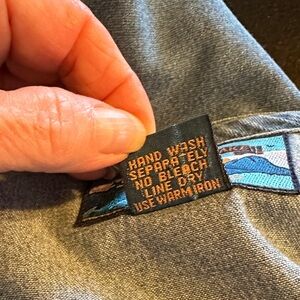 HAND WASH
SEPARATELY
NO BLEACH
LINE DRY
USE WARM IRON